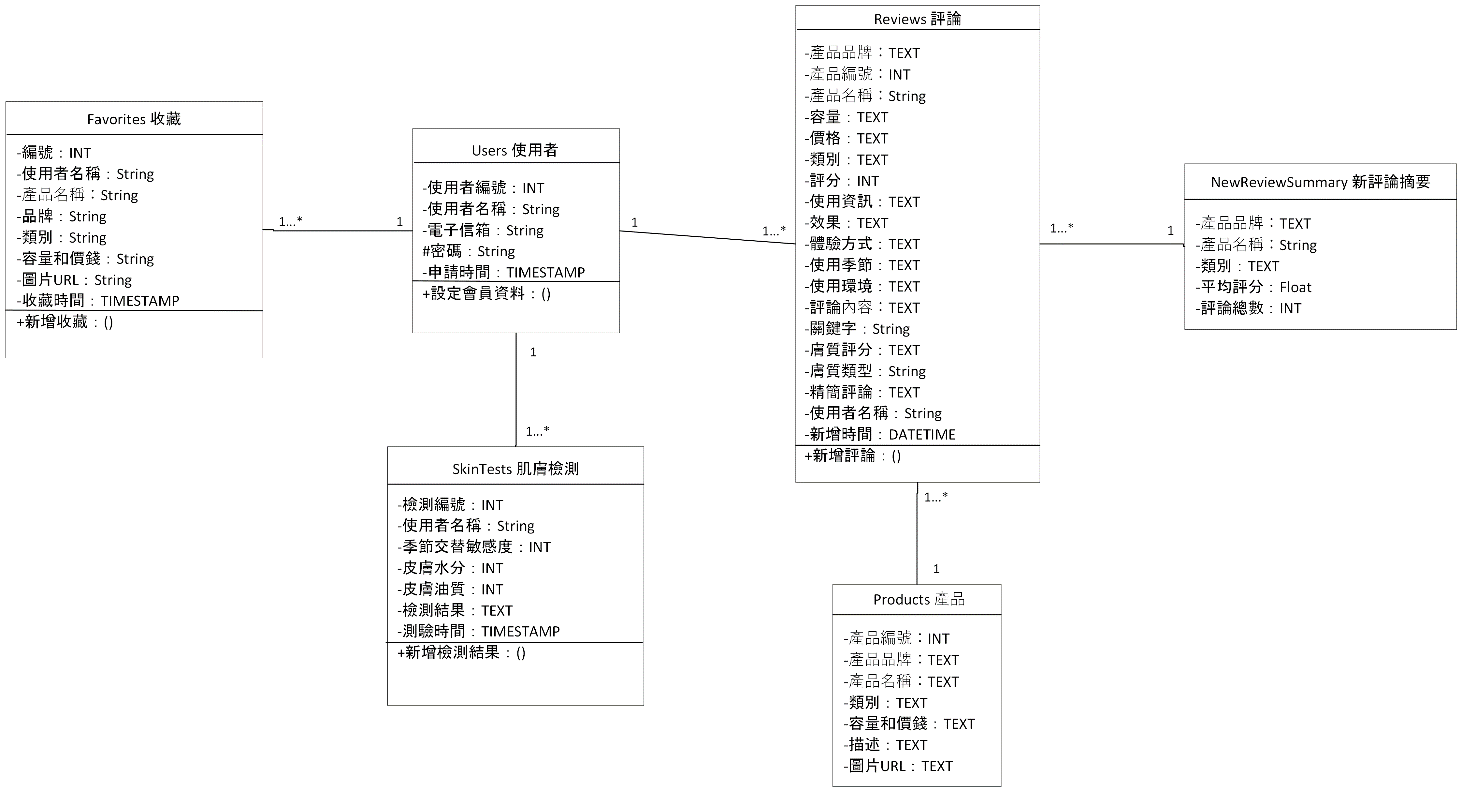 Favorites 收藏
-編號：INT
-使用者名稱：String
-產品名稱：String
-品牌：String
-類別：String
-容量和價錢：String
-圖片URL：String
-收藏時間：TIMESTAMP
+新增收藏：()
1...*
1
Users 使用者
-使用者編號：INT
-使用者名稱：String
-電子信箱：String
#密碼：String
-申請時間：TIMESTAMP
+設定會員資料：()
1
1...*
1
1...*
SkinTests 肌膚檢測
-檢測編號：INT
-使用者名稱：String
-季節交替敏感度：INT
-皮膚水分：INT
-皮膚油質：INT
-檢測結果：TEXT
-測驗時間：TIMESTAMP
+新增檢測結果：()
Reviews 評論
-產品品牌：TEXT
-產品編號：INT
-產品名稱：String
-容量：TEXT
-價格：TEXT
-類別：TEXT
-評分：INT
-使用資訊：TEXT
-效果：TEXT
-體驗方式：TEXT
-使用季節：TEXT
-使用環境：TEXT
-評論內容：TEXT
-關鍵字：String
-膚質評分：TEXT
-膚質類型：String
-精簡評論：TEXT
-使用者名稱：String
-新增時間：DATETIME
+新增評論：()
1...*
1
NewReviewSummary 新評論摘要
-產品品牌：TEXT
-產品名稱：String
-類別：TEXT
-平均評分：Float
-評論總數：INT
1...*
1
Products 產品
-產品編號：INT
-產品品牌：TEXT
-產品名稱：TEXT
-類別：TEXT
-容量和價錢：TEXT
-描述：TEXT
-圖片URL：TEXT